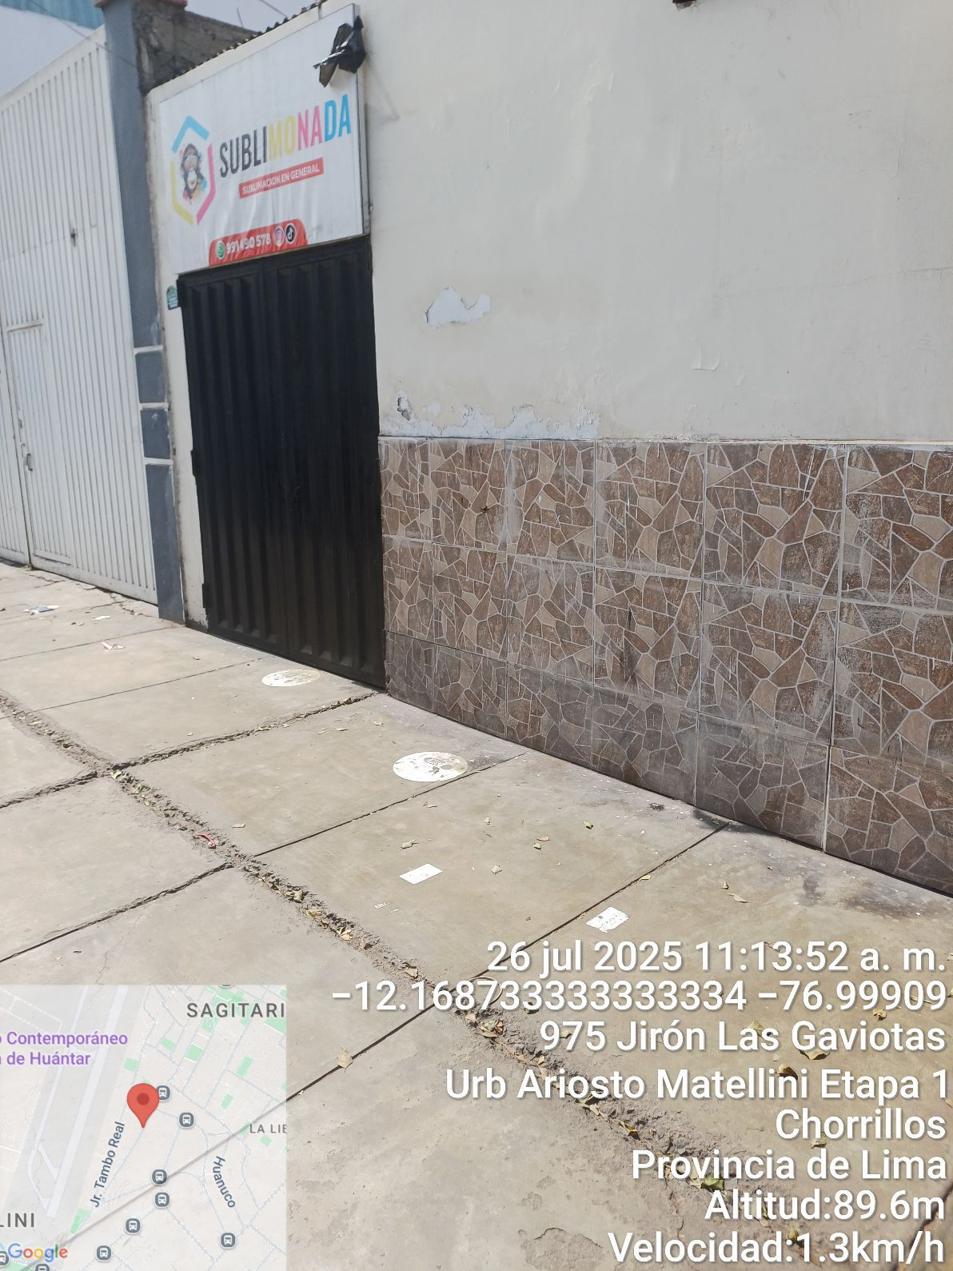 SUBLIMONADA
SUBLIMACION EN GENERAL
991490 578
26 jul 2025 11:13:52 a. m.
-12.168733333333334 -76.99909
975 Jirón Las Gaviotas
Urb Ariosto Matellini Etapa 1
Chorrillos
Provincia de Lima
Altitud:89.6m
Velocidad:1.3km/h
SAGITARI
o Contemporáneo
n de Huántar
LA LIE
Jr. Tambo Real
Huanuco
LINI
Google